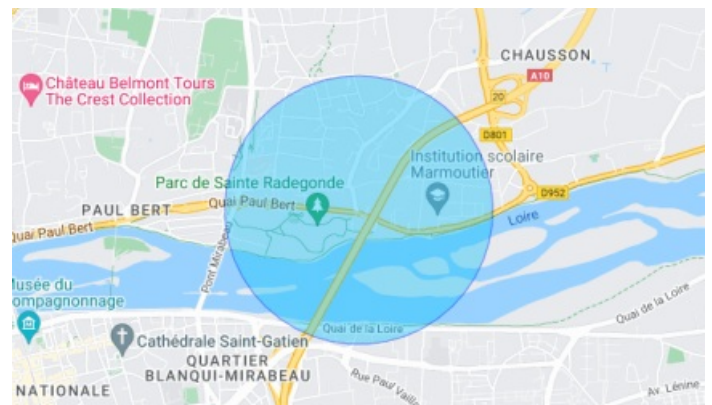 CHAUSSON
A10
Château Belmont Tours
The Crest Collection
20
D801
Institution scolaire
Marmoutier
Parc de Sainte Radegonde
D952
PAUL BERT
Quai Paul Bert
Loire
Quai Paul Bert
Pont Mirabeau
Musée du
ompagnonnage
Quai de la Loire
Quai de la Loire
Cathédrale Saint-Gatien
QUARTIER
BLANQUI-MIRABEAU
Rue Paul Vaill
Av. Lénine
NATIONALE